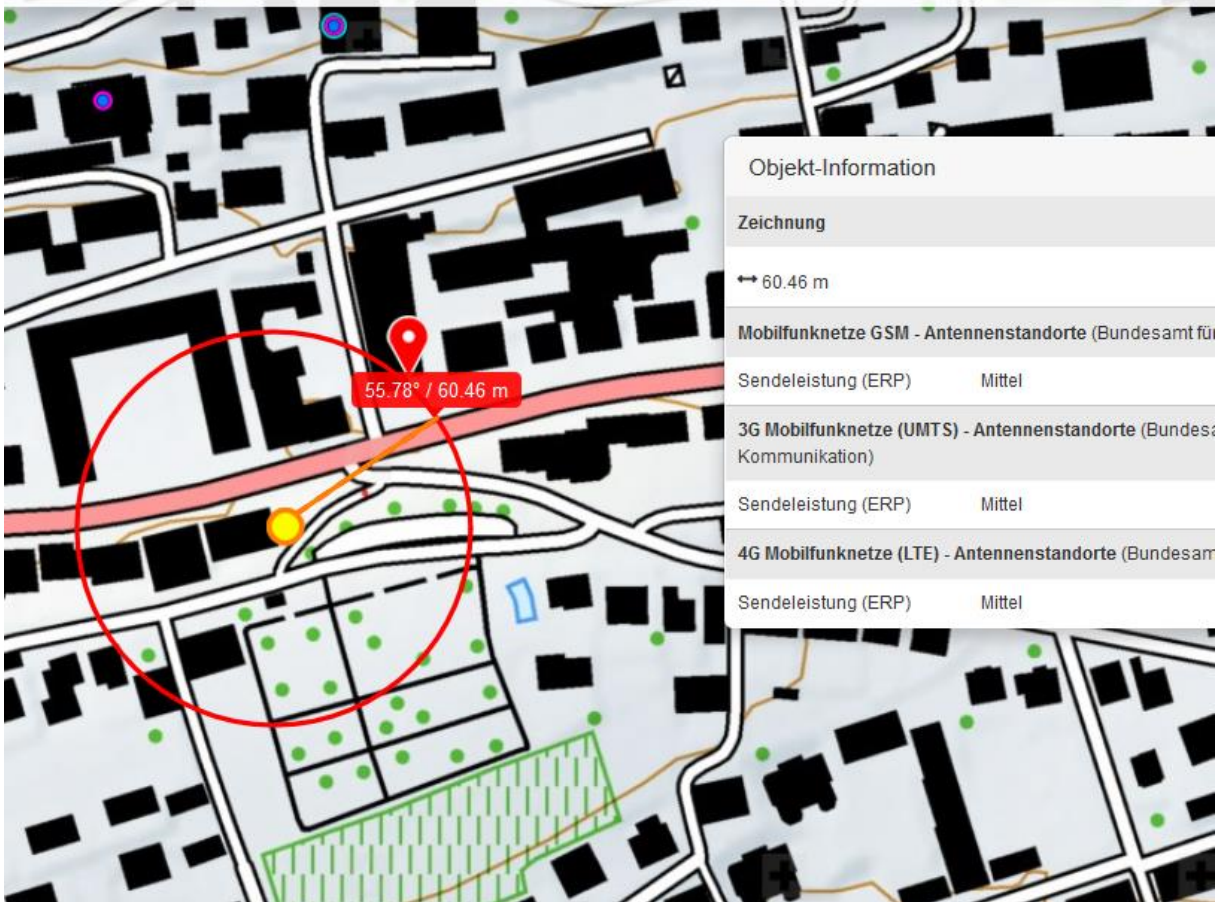 Objekt-Information
Zeichnung
↔ 60.46 m
Mobilfunknetze GSM - Antennenstandorte (Bundesamt für
Sendeleistung (ERP) Mittel
55.78° / 60.46 m
3G Mobilfunknetze (UMTS) - Antennenstandorte (Bundesa
Kommunikation)
Sendeleistung (ERP) Mittel
4G Mobilfunknetze (LTE) - Antennenstandorte (Bundesam
Sendeleistung (ERP) Mittel